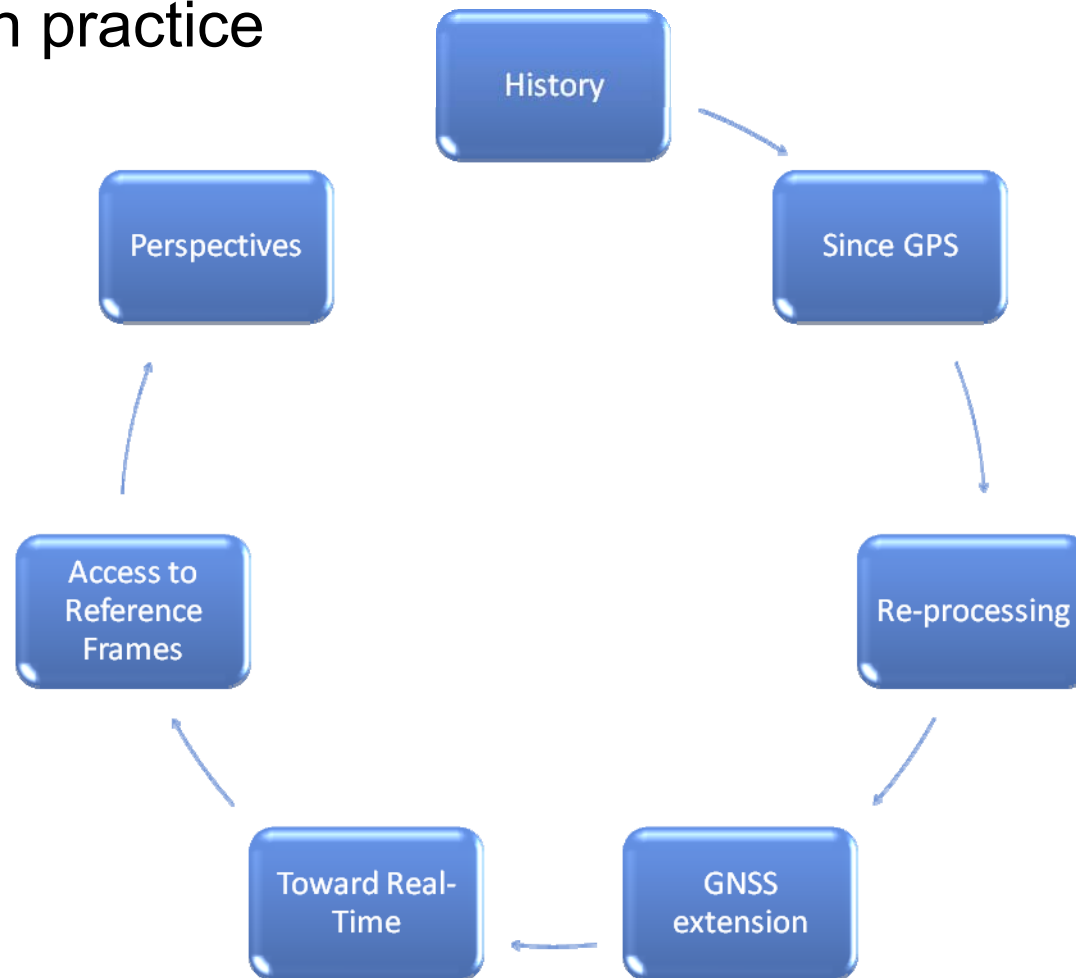 n practice
History
Since GPS
Re-processing
GNSS
extension
Toward Real-
Time
Access to
Reference
Frames
Perspectives